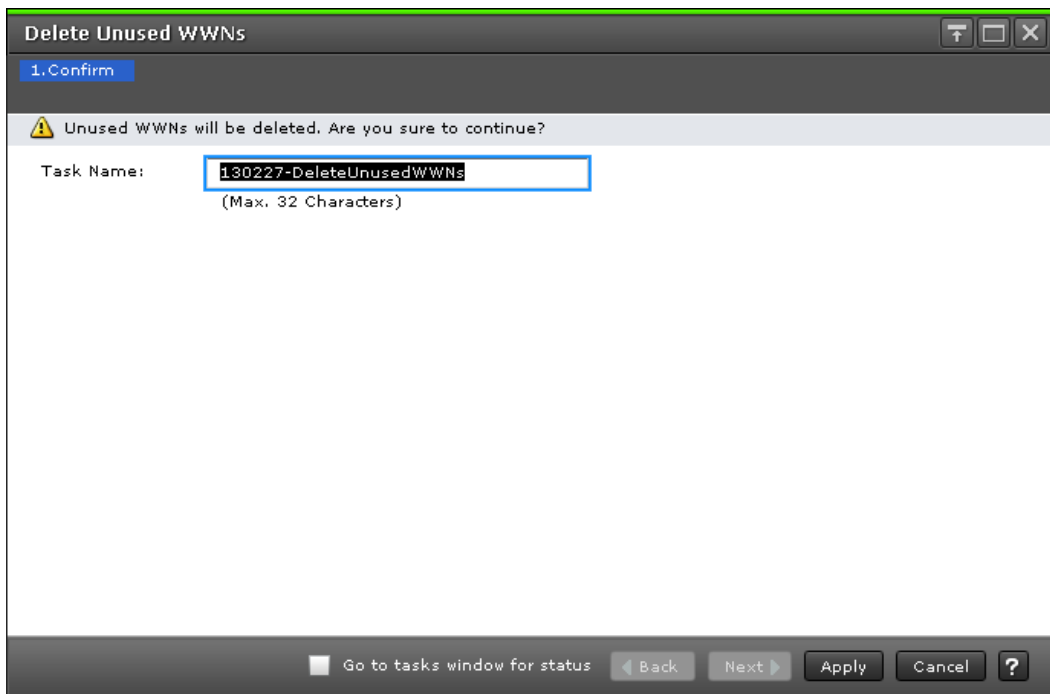 Delete Unused WWNs
1.Confirm
Unused WWNs will be deleted. Are you sure to continue?
Task Name:
130227-DeleteUnusedWWNs
(Max. 32 Characters)
Go to tasks window for status
Back
Next
Apply
Cancel
?